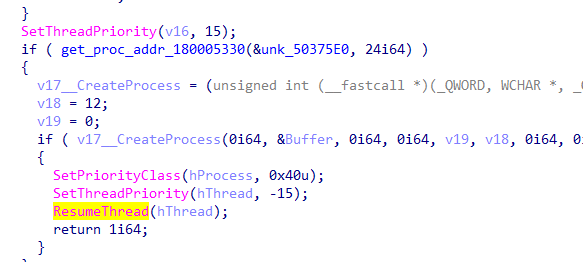 }
SetThreadPriority(v16, 15);
if ( get_proc_addr_180005330(&unk_50375E0, 24i64) )
{
v17__CreateProcess = (unsigned int (__fastcall *)(_QWORD, WCHAR *, _
v18 = 12;
v19 = 0;
if ( v17__CreateProcess(0i64, &Buffer, 0i64, 0i64, v19, v18, 0i64, 0
{
SetPriorityClass(hProcess, 0x40u);
SetThreadPriority(hThread, -15);
ResumeThread(hThread);
return 1i64;
}